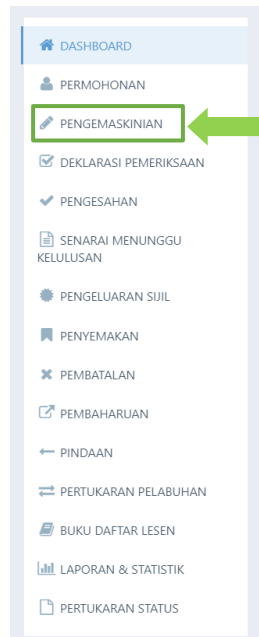 DASHBOARD
PERMOHONAN
PENGEMASKINIAN
DEKLARASI PEMERIKSAAN
PENGESAHAN
SENARAI MENUNGGU
KELULUSAN
PENGELUARAN SIJIL
PENYEMAKAN
PEMBATALAN
PEMBAHARUAN
PINDAAN
PERTUKARAN PELABUHAN
BUKU DAFTAR LESEN
LAPORAN & STATISTIK
PERTUKARAN STATUS